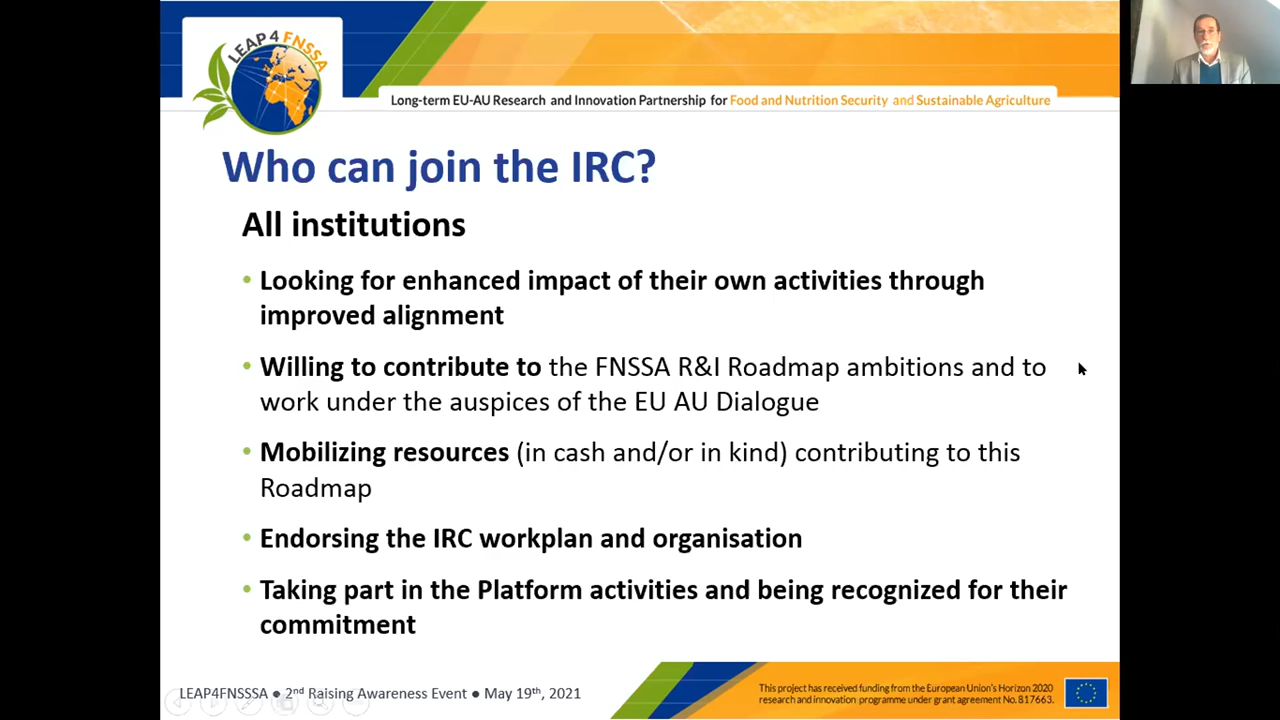 LEAP4FNSSA
Long-term EU-AU Research and Innovation Partnership for Food and Nutrition Security and Sustainable Agriculture
Who can join the IRC?
All institutions
• Looking for enhanced impact of their own activities through
improved alignment
• Willing to contribute to the FNSSA R&I Roadmap ambitions and to
work under the auspices of the EU AU Dialogue
• Mobilizing resources (in cash and/or in kind) contributing to this
Roadmap
• Endorsing the IRC workplan and organisation
• Taking part in the Platform activities and being recognized for their
commitment
LEAP4FNSSSA ● 2nd Raising Awareness Event ● May 19th, 2021
This project has received funding from the European Union's Horizon 2020
research and innovation programme under grant agreement No.817663.